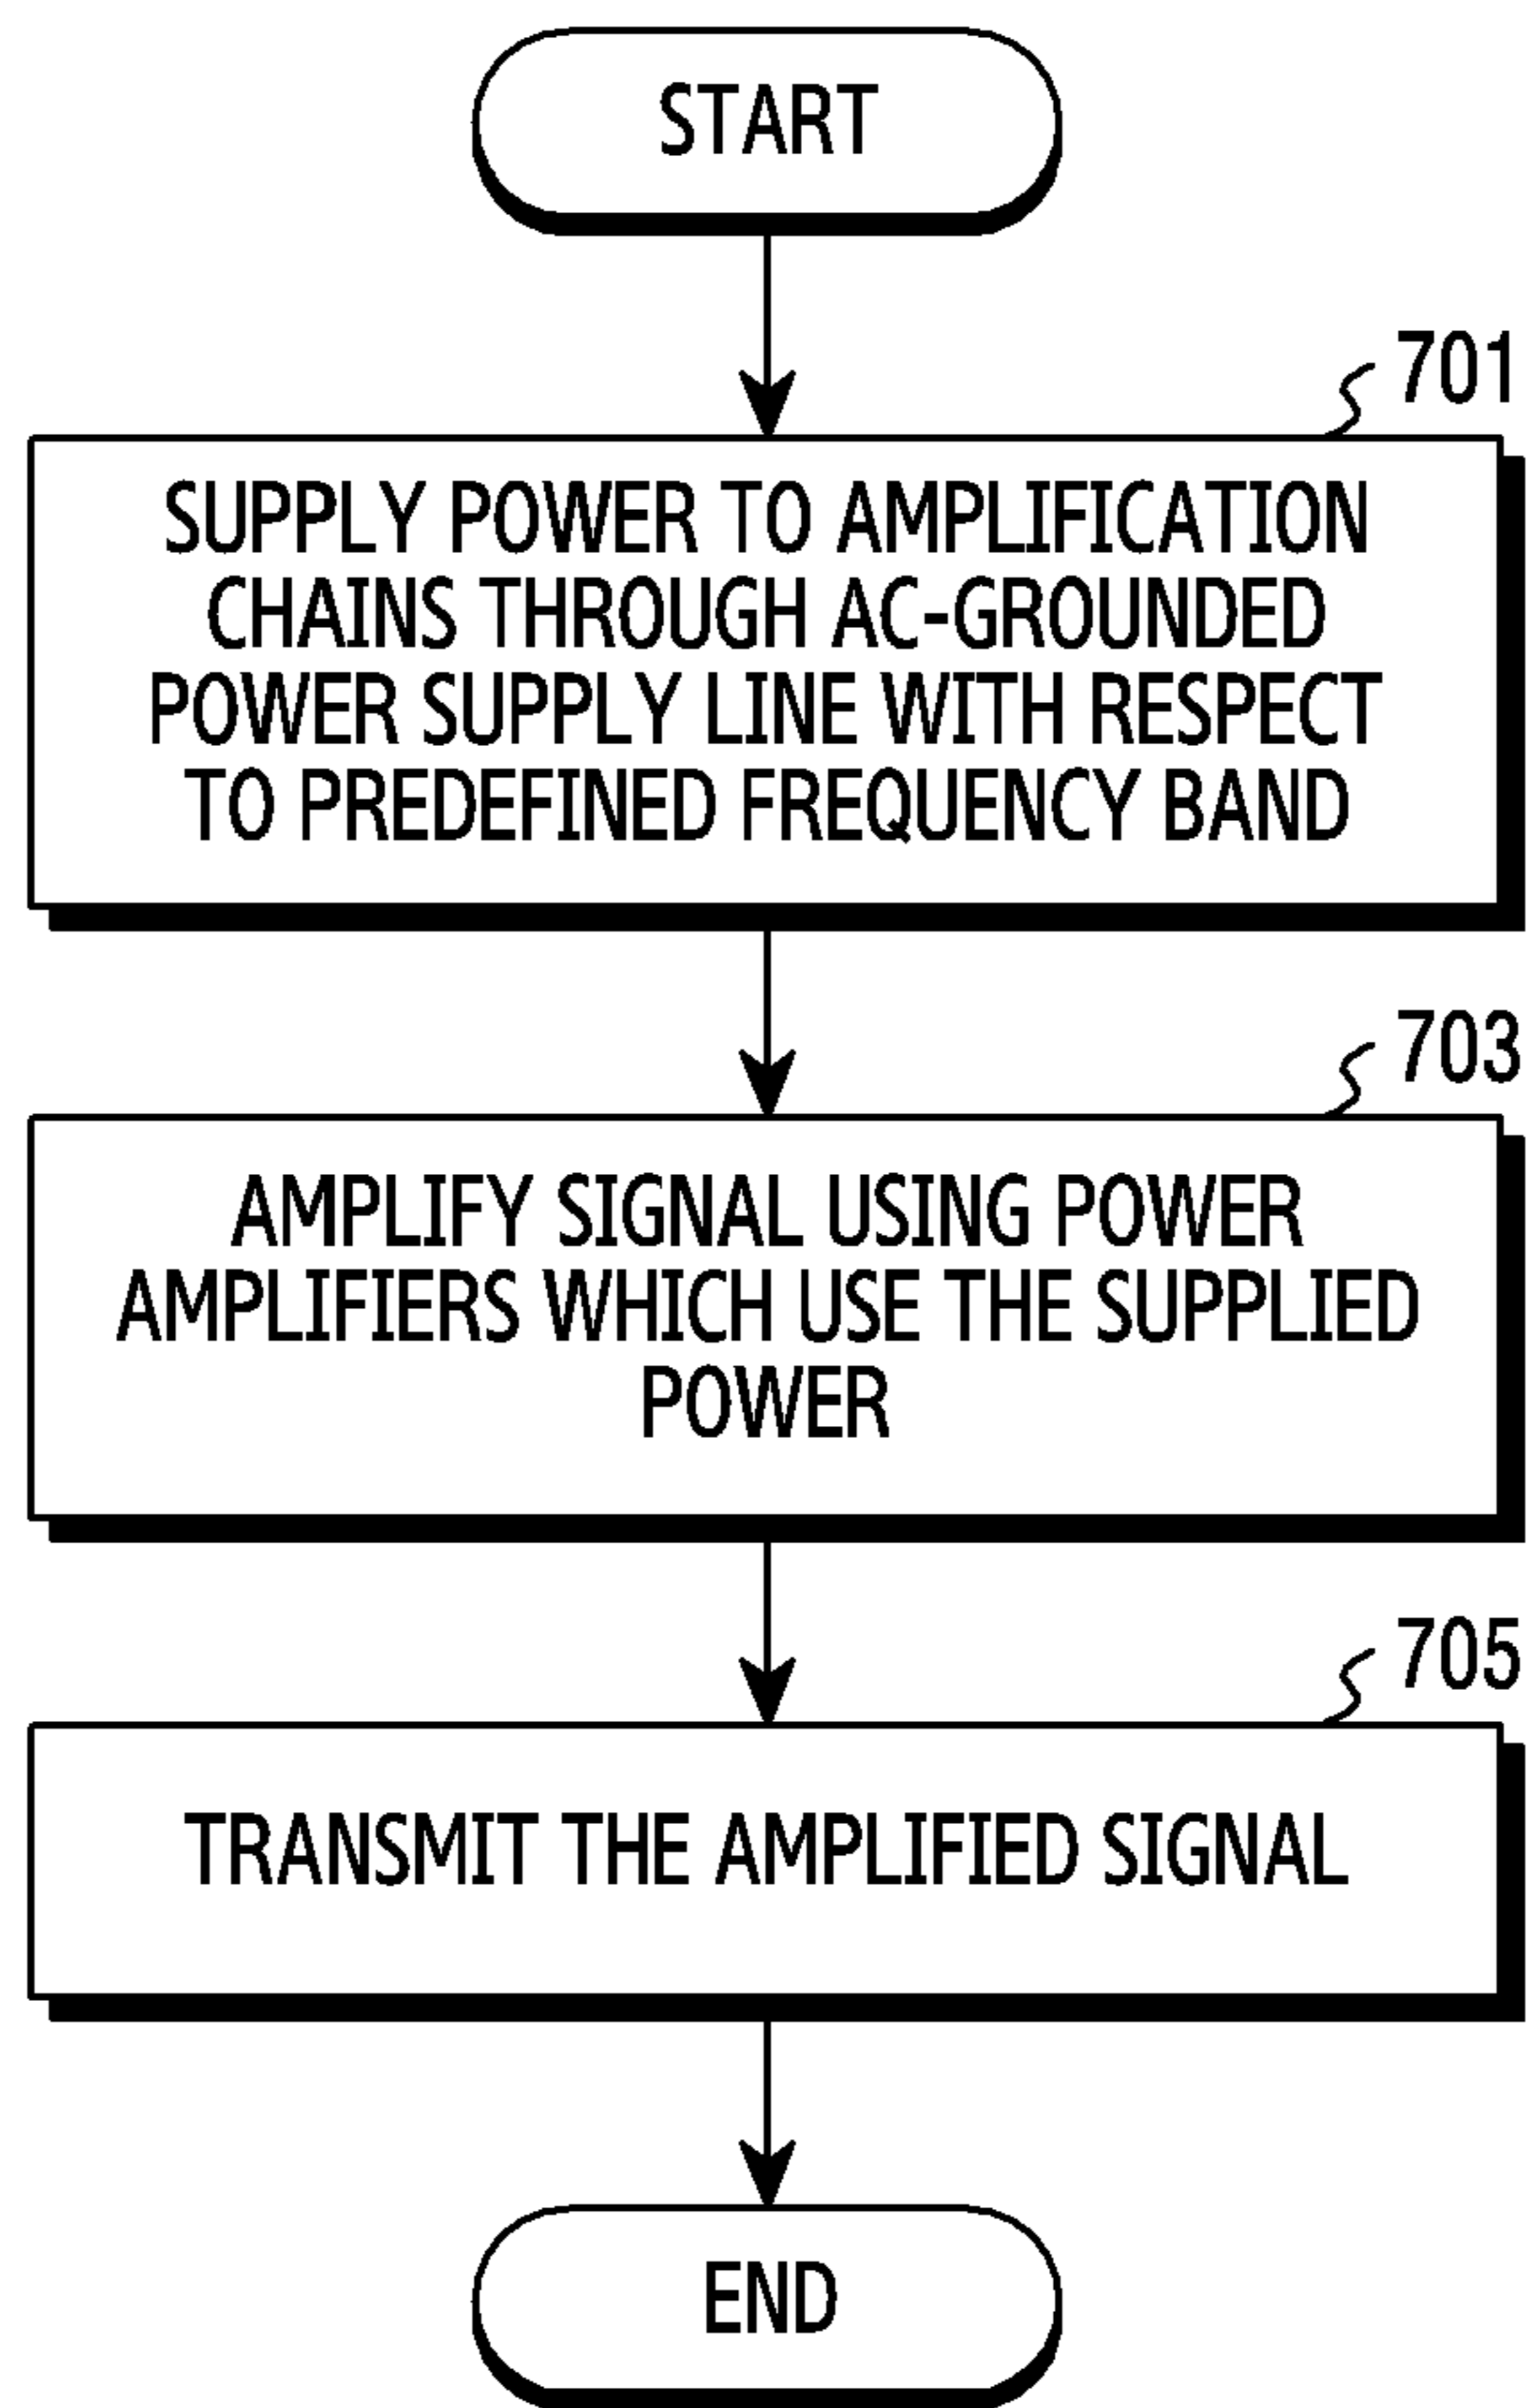 START
701
SUPPLY POWER TO AMPLIFICATION
CHAINS THROUGH AC-GROUNDED
POWER SUPPLY LINE WITH RESPECT
TO PREDEFINED FREQUENCY BAND
703
AMPLIFY SIGNAL USING POWER
AMPLIFIERS WHICH USE THE SUPPLIED
POWER
705
TRANSMIT THE AMPLIFIED SIGNAL
END